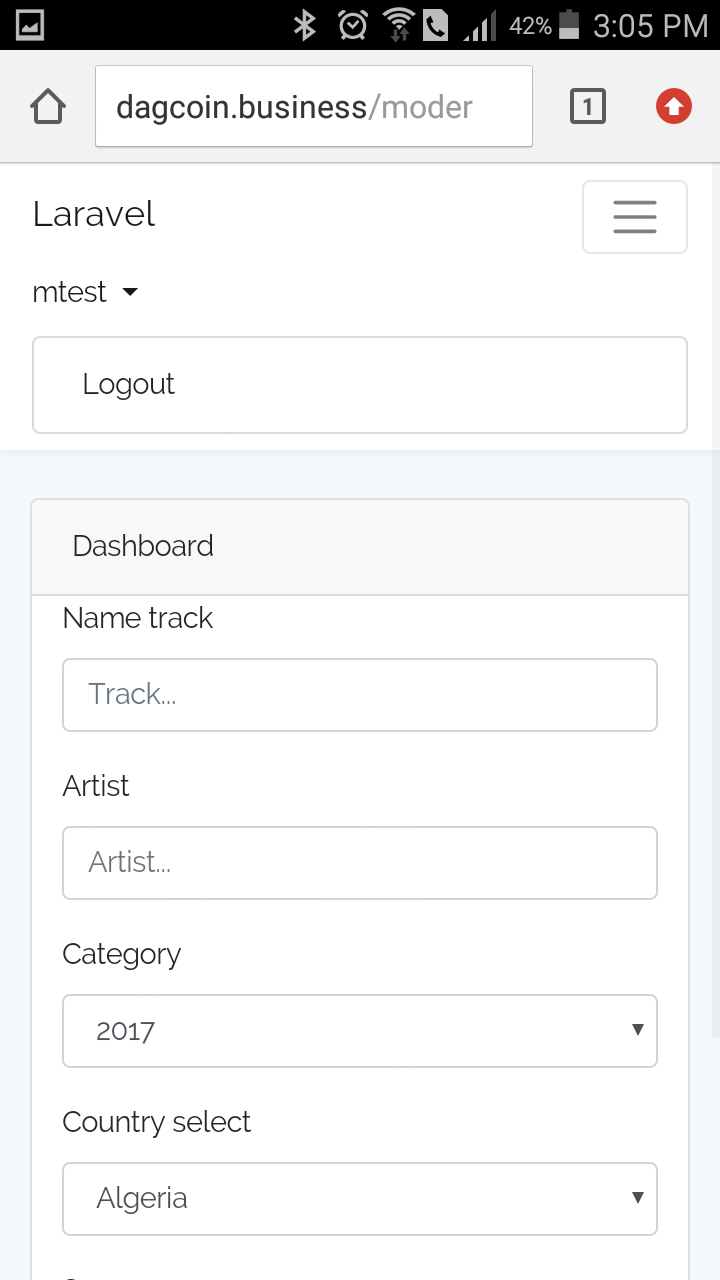 42% 3:05 PM
dagcoin.business/moder
1
Laravel
mtest
Logout
Dashboard
Name track
Track...
Artist
Artist...
Category
2017
Country select
Algeria